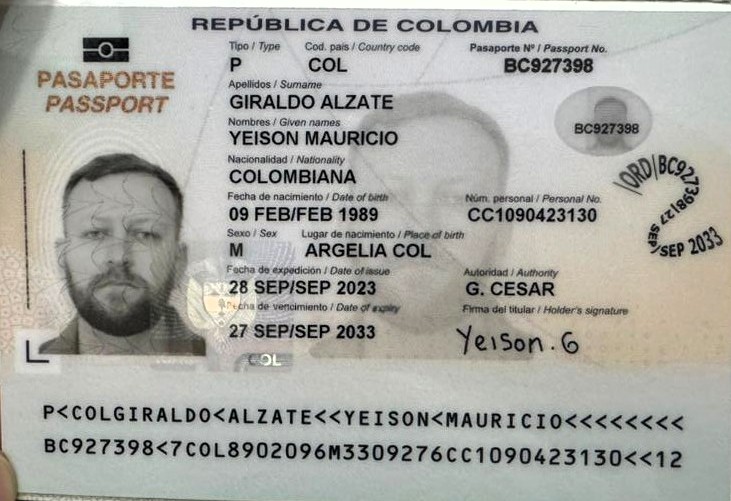 REPÚBLICA DE COLOMBIA
PASAPORTE
PASSPORT
Tipo / Type Cod. país / Country code Pasaporte Nº / Passport No.
P COL BC927398
Apellidos / Surname
GIRALDO ALZATE
Nombres / Given names
YEISON MAURICIO
BC927398
Nacionalidad / Nationality
COLOMBIANA
Fecha de nacimiento / Date of birth Núm. personal / Personal No.
09 FEB/FEB 1989 CC1090423130
Sexo / Sex Lugar de nacimiento / Place of birth
M ARGELIA COL
Fecha de expedición / Date of issue Autoridad / Authority
28 SEP/SEP 2023 G. CESAR
Fecha de vencimiento / Date of expiry Firma del titular / Holder's signature
27 SEP/SEP 2033 Yeison. G
/ORD/BC927398/27 SEP/SEP 2033
COL
P<COLGIRALDO<ALZATE<<YEISON<MAURICIO<<<<<<<<
BC927398<7COL8902096M3309276CC1090423130<<12